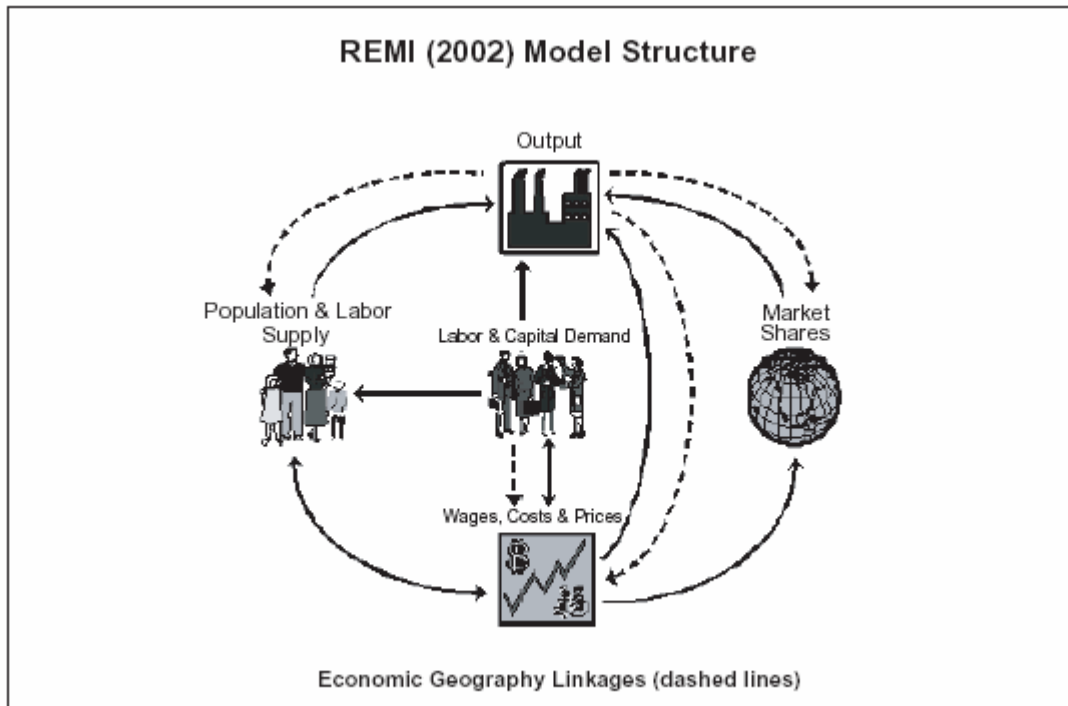 REMI (2002) Model Structure
Output
Population & Labor
Supply
Labor & Capital Demand
Market
Shares
Wages, Costs & Prices
Economic Geography Linkages (dashed lines)